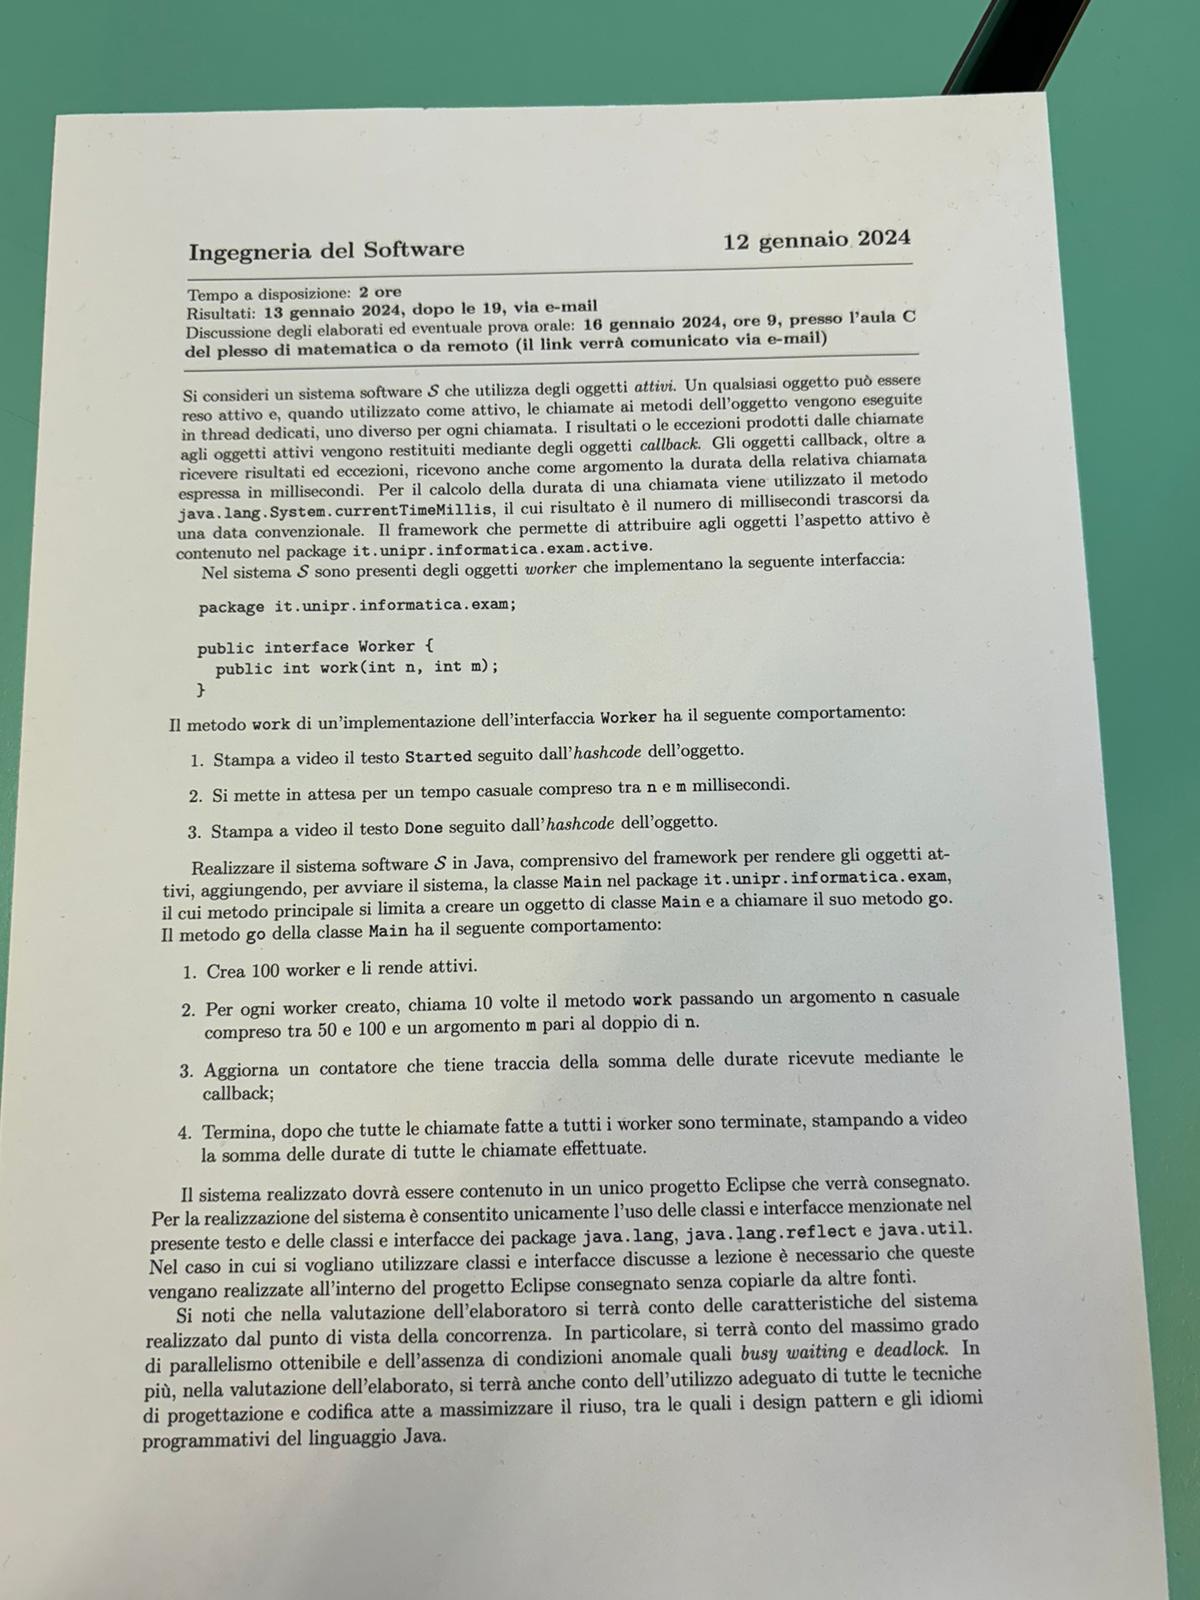 Ingegneria del Software 12 gennaio 2024
Tempo a disposizione: 2 ore
Risultati: 13 gennaio 2024, dopo le 19, via e-mail
Discussione degli elaborati ed eventuale prova orale: 16 gennaio 2024, ore 9, presso l'aula C
del plesso di matematica o da remoto (il link verrà comunicato via e-mail)
Si consideri un sistema software S che utilizza degli oggetti attivi. Un qualsiasi oggetto può essere
reso attivo e, quando utilizzato come attivo, le chiamate ai metodi dell'oggetto vengono eseguite
in thread dedicati, uno diverso per ogni chiamata. I risultati o le eccezioni prodotti dalle chiamate
agli oggetti attivi vengono restituiti mediante degli oggetti callback. Gli oggetti callback, oltre a
ricevere risultati ed eccezioni, ricevono anche come argomento la durata della relativa chiamata
espressa in millisecondi. Per il calcolo della durata di una chiamata viene utilizzato il metodo
java.lang.System.currentTimeMillis, il cui risultato è il numero di millisecondi trascorsi da
una data convenzionale. Il framework che permette di attribuire agli oggetti l'aspetto attivo è
contenuto nel package it.unipr.informatica.exam.active.
Nel sistema S sono presenti degli oggetti worker che implementano la seguente interfaccia:
package it.unipr.informatica.exam;
public interface Worker {
public int work(int n, int m);
}
Il metodo work di un'implementazione dell'interfaccia Worker ha il seguente comportamento:
1. Stampa a video il testo Started seguito dall'hashcode dell'oggetto.
2. Si mette in attesa per un tempo casuale compreso tra n e m millisecondi.
3. Stampa a video il testo Done seguito dall'hashcode dell'oggetto.
Realizzare il sistema software S in Java, comprensivo del framework per rendere gli oggetti at-
tivi, aggiungendo, per avviare il sistema, la classe Main nel package it.unipr.informatica.exam,
il cui metodo principale si limita a creare un oggetto di classe Main e a chiamare il suo metodo go.
Il metodo go della classe Main ha il seguente comportamento:
1. Crea 100 worker e li rende attivi.
2. Per ogni worker creato, chiama 10 volte il metodo work passando un argomento n casuale
compreso tra 50 e 100 e un argomento m pari al doppio di n.
3. Aggiorna un contatore che tiene traccia della somma delle durate ricevute mediante le
callback;
4. Termina, dopo che tutte le chiamate fatte a tutti i worker sono terminate, stampando a video
la somma delle durate di tutte le chiamate effettuate.
Il sistema realizzato dovrà essere contenuto in un unico progetto Eclipse che verrà consegnato.
Per la realizzazione del sistema è consentito unicamente l'uso delle classi e interfacce menzionate nel
presente testo e delle classi e interfacce dei package java.lang, java.lang.reflect e java.util.
Nel caso in cui si vogliano utilizzare classi e interfacce discusse a lezione è necessario che queste
vengano realizzate all'interno del progetto Eclipse consegnato senza copiarle da altre fonti.
Si noti che nella valutazione dell'elaboratoro si terrà conto delle caratteristiche del sistema
realizzato dal punto di vista della concorrenza. In particolare, si terrà conto del massimo grado
di parallelismo ottenibile e dell'assenza di condizioni anomale quali busy waiting e deadlock. In
più, nella valutazione dell'elaborato, si terrà anche conto dell'utilizzo adeguato di tutte le tecniche
di progettazione e codifica atte a massimizzare il riuso, tra le quali i design pattern e gli idiomi
programmativi del linguaggio Java.